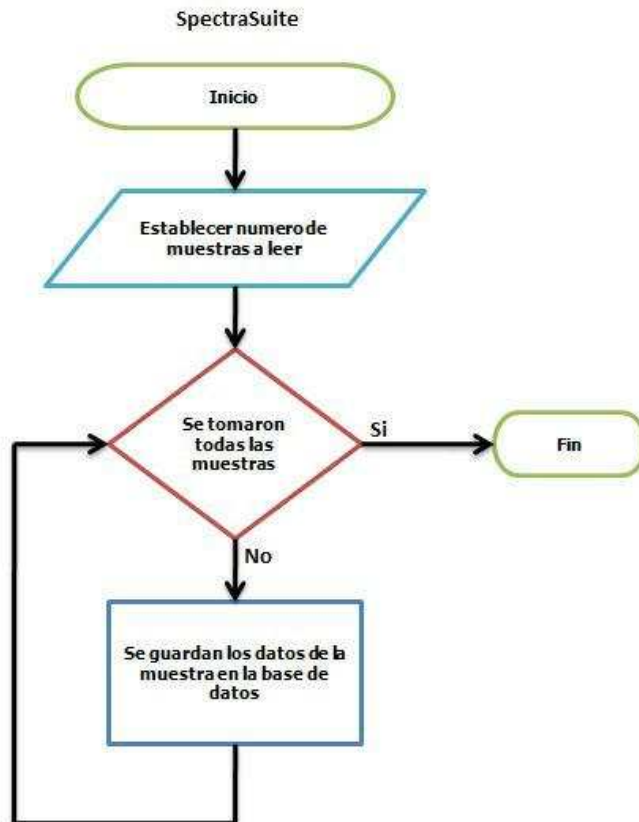 SpectraSuite
Inicio
Establecer numero de
muestras a leer
Se tomaron
todas las
muestras
Si
Fin
No
Se guardan los datos de la
muestra en la base de
datos